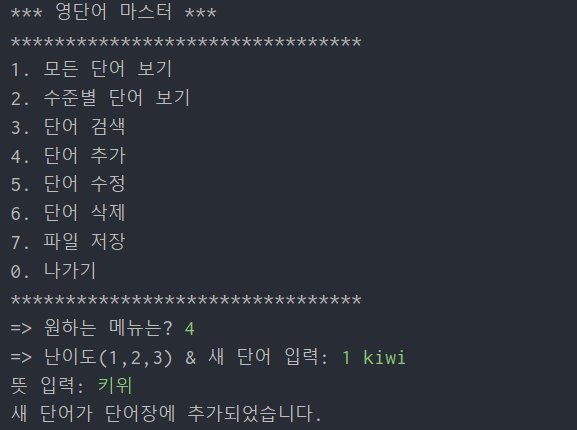 *** 영단어 마스터 ***
********************************
1. 모든 단어 보기
2. 수준별 단어 보기
3. 단어 검색
4. 단어 추가
5. 단어 수정
6. 단어 삭제
7. 파일 저장
0. 나가기
********************************
=> 원하는 메뉴는? 4
=> 난이도(1,2,3) & 새 단어 입력: 1 kiwi
뜻 입력: 키위
새 단어가 단어장에 추가되었습니다.